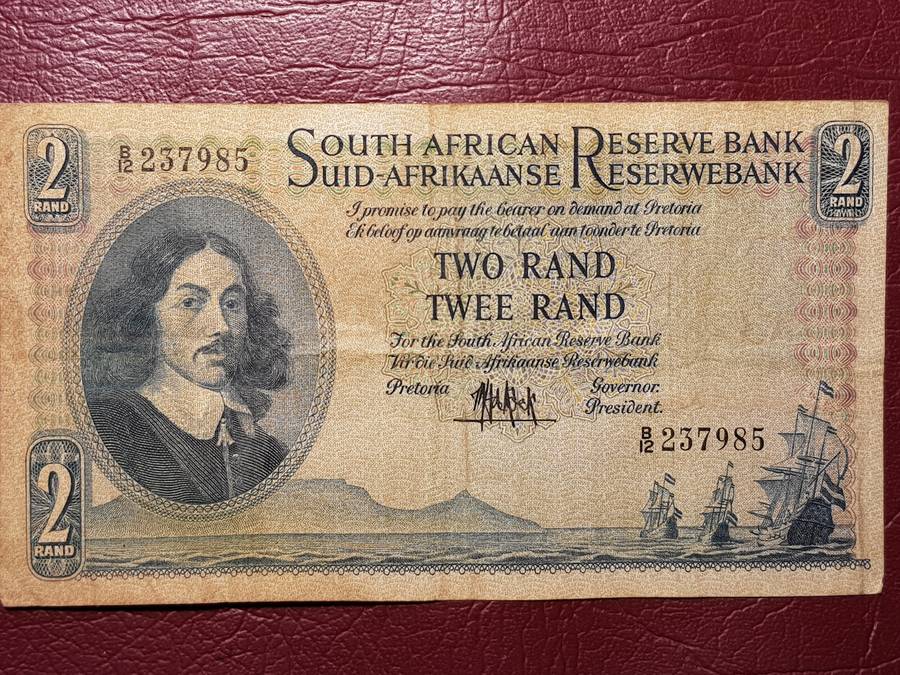 2
RAND
B/12 237985
SOUTH AFRICAN RESERVE BANK
SUID-AFRIKAANSE RESERWEBANK
2
RAND
I promise to pay the bearer on demand at Pretoria
Ek beloof op aanvraag te betaal aan toonder te Pretoria
TWO RAND
TWEE RAND
For the South African Reserve Bank
Vir die Suid-Afrikaanse Reserwebank
Pretoria
Governor.
President.
B/12 237985
2
RAND